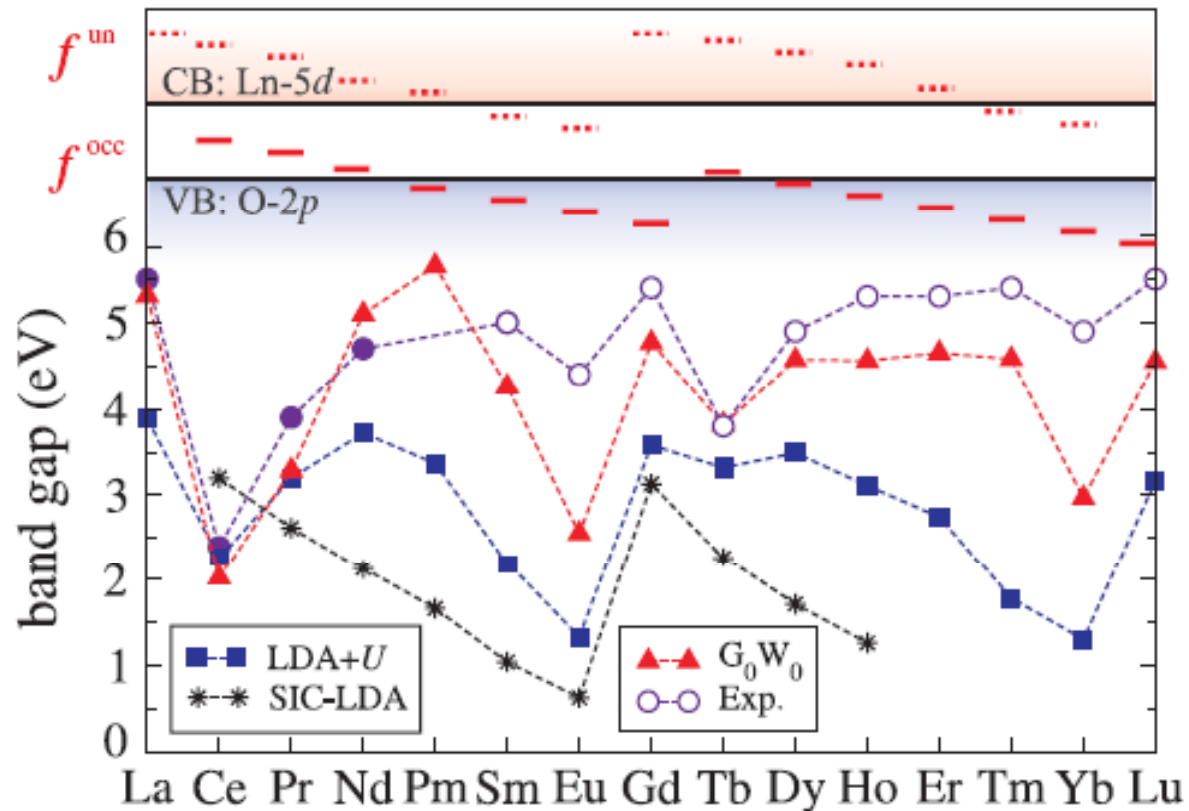 f un
CB: Ln-5d
f occ
VB: O-2p
6
5
4
3
2
1
0
band gap (eV)
LDA+U
SIC-LDA
G₀W₀
Exp.
La Ce Pr Nd Pm Sm Eu Gd Tb Dy Ho Er Tm Yb Lu